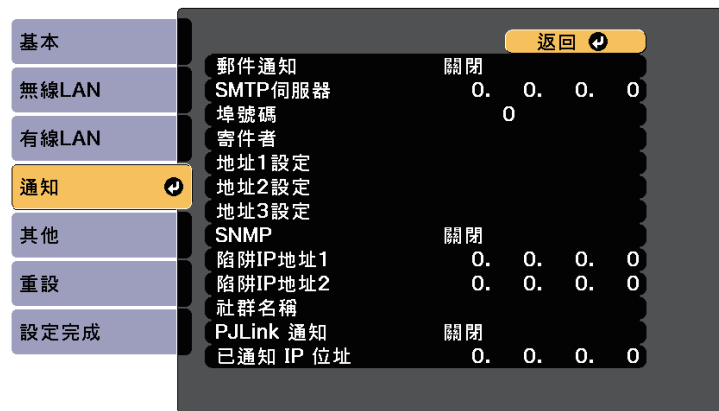 基本
無線LAN
有線LAN
通知
其他
重設
設定完成
返回
郵件通知 關閉
SMTP伺服器 0. 0. 0. 0
埠號碼 0
寄件者
地址1設定
地址2設定
地址3設定
SNMP 關閉
陷阱IP地址1 0. 0. 0. 0
陷阱IP地址2 0. 0. 0. 0
社群名稱
PJLink 通知 關閉
已通知 IP 位址 0. 0. 0. 0